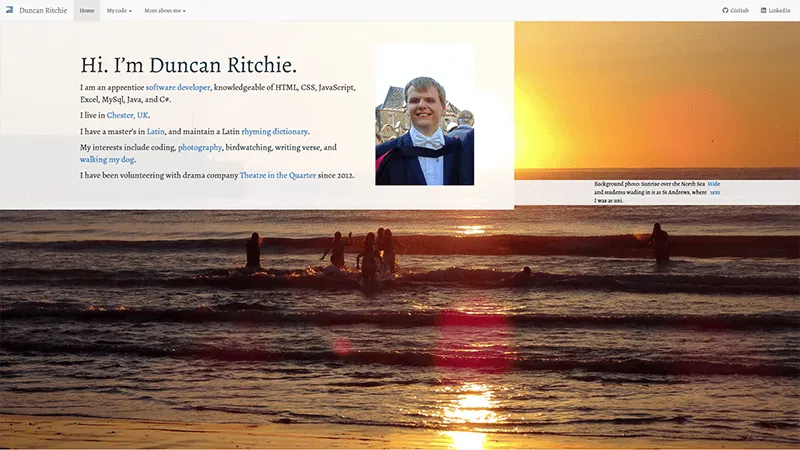 Duncan Ritchie Home My code More about me GitHub LinkedIn
Hi. I’m Duncan Ritchie.
I am an apprentice software developer, knowledgeable of HTML, CSS, JavaScript,
Excel, MySql, Java, and C#.
I live in Chester, UK.
I have a master's in Latin, and maintain a Latin rhyming dictionary.
My interests include coding, photography, birdwatching, writing verse, and
walking my dog.
I have been volunteering with drama company Theatre in the Quarter since 2012.
Background photo: Sunrise over the North Sea
and students wading in it at St Andrews, where
I was at uni.
Hide
text